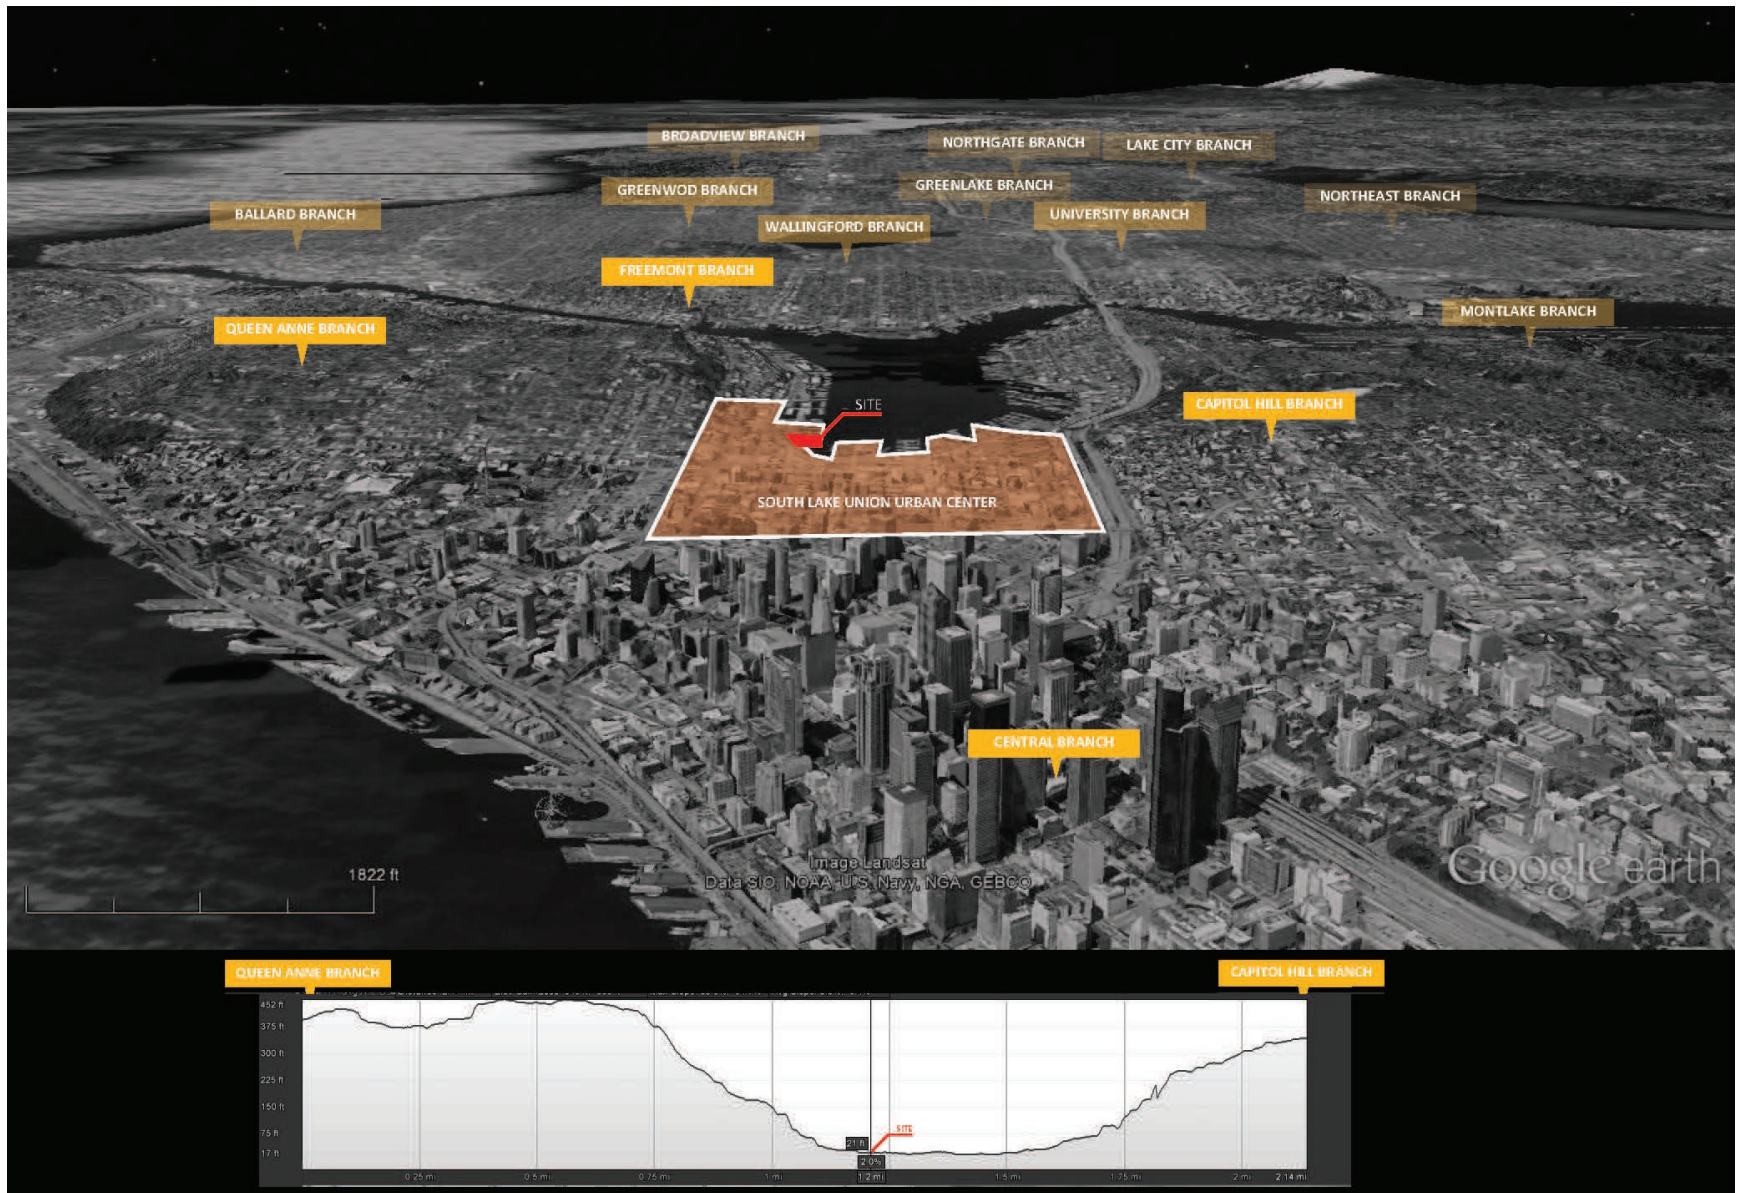 BROADVIEW BRANCH
NORTHGATE BRANCH
LAKE CITY BRANCH
GREENWOD BRANCH
GREENLAKE BRANCH
NORTHEAST BRANCH
BALLARD BRANCH
WALLINGFORD BRANCH
UNIVERSITY BRANCH
FREEMONT BRANCH
MONTLAKE BRANCH
QUEEN ANNE BRANCH
SITE
CAPITOL HILL BRANCH
SOUTH LAKE UNION URBAN CENTER
CENTRAL BRANCH
Image Landsat
Data SIO, NOAA, U.S. Navy, NGA, GEBCO
Google earth
1822 ft
QUEEN ANNE BRANCH
CAPITOL HILL BRANCH
452 ft
375 ft
300 ft
225 ft
150 ft
75 ft
17 ft
21 ft
SITE
2.0%
0.25 mi
0.5 mi
0.75 mi
1 mi
1.2 mi
1.5 mi
1.75 mi
2 mi
2.14 mi